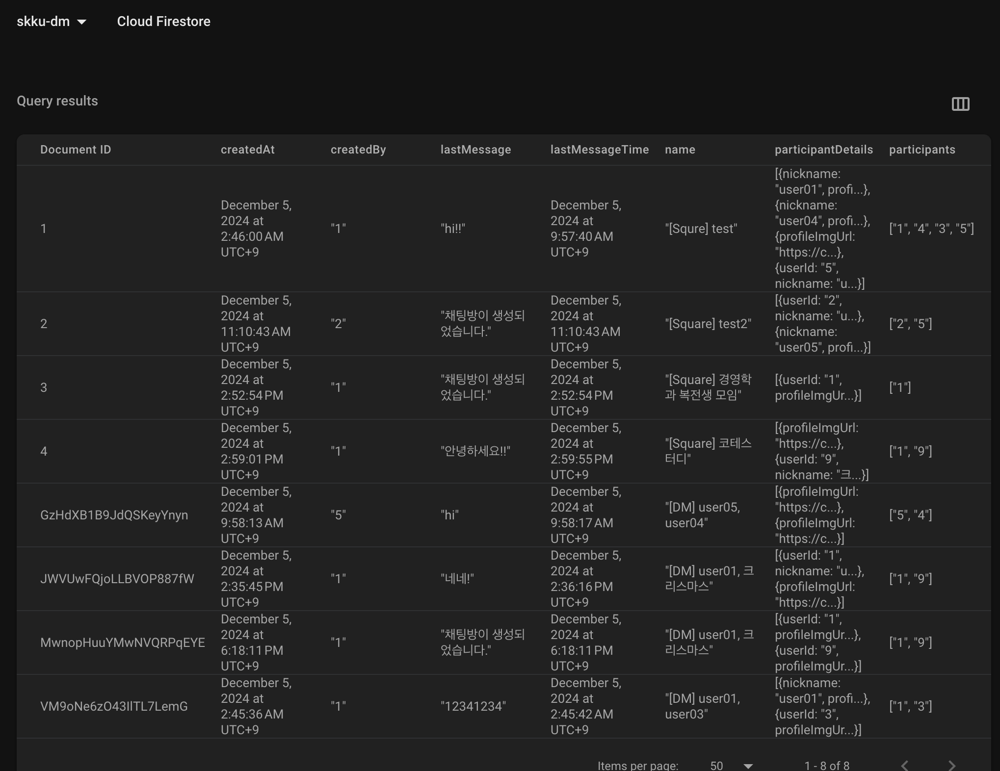 skku-dm Cloud Firestore
Query results
Document ID createdAt createdBy lastMessage lastMessageTime name participantDetails participants
1
December 5,
2024 at
2:46:00 AM
UTC+9
"1"
"hi!!"
December 5,
2024 at
9:57:40 AM
UTC+9
"[Squre] test"
[{nickname:
"user01", profi...},
{nickname:
"user04", profi...},
{profileImgUrl:
"https://c...},
{userId: "5",
nickname: "u...}]
["1", "4", "3", "5"]
2
December 5,
2024 at
11:10:43 AM
UTC+9
"2"
"채팅방이 생성되
었습니다."
December 5,
2024 at
11:10:43 AM
UTC+9
"[Square] test2"
[{userId: "2",
nickname: "u...},
{nickname:
"user05", profi...}]
["2", "5"]
3
December 5,
2024 at
2:52:54 PM
UTC+9
"1"
"채팅방이 생성되
었습니다."
December 5,
2024 at
2:52:54 PM
UTC+9
"[Square] 경영학
과 복전생 모임"
[{userId: "1",
profileImgUr...}]
["1"]
4
December 5,
2024 at
2:59:01 PM
UTC+9
"1"
"안녕하세요!!"
December 5,
2024 at
2:59:55 PM
UTC+9
"[Square] 코테스
터디"
[{profileImgUrl:
"https://c...},
{userId: "9",
nickname: "크...}]
["1", "9"]
GzHdXB1B9JdQSKeyYnyn
December 5,
2024 at
9:58:13 AM
UTC+9
"5"
"hi"
December 5,
2024 at
9:58:17 AM
UTC+9
"[DM] user05,
user04"
[{profileImgUrl:
"https://c...},
{profileImgUrl:
"https://c...}]
["5", "4"]
JWVUwFQjoLLBVOP887fW
December 5,
2024 at
2:35:45 PM
UTC+9
"1"
"네네!"
December 5,
2024 at
2:36:16 PM
UTC+9
"[DM] user01, 크
리스마스"
[{userId: "1",
nickname: "u...},
{profileImgUrl:
"https://c...}]
["1", "9"]
MwnopHuuYMwNVQRPqEYE
December 5,
2024 at
6:18:11 PM
UTC+9
"1"
"채팅방이 생성되
었습니다."
December 5,
2024 at
6:18:11 PM
UTC+9
"[DM] user01, 크
리스마스"
[{userId: "1",
profileImgUr...},
{userId: "9",
profileImgUr...}]
["1", "9"]
VM9oNe6zO43IlTL7LemG
December 5,
2024 at
2:45:36 AM
UTC+9
"1"
"12341234"
December 5,
2024 at
2:45:42 AM
UTC+9
"[DM] user01,
user03"
[{nickname:
"user01", profi...},
{userId: "3",
profileImgUr...}]
["1", "3"]
Items per page: 50 1 - 8 of 8